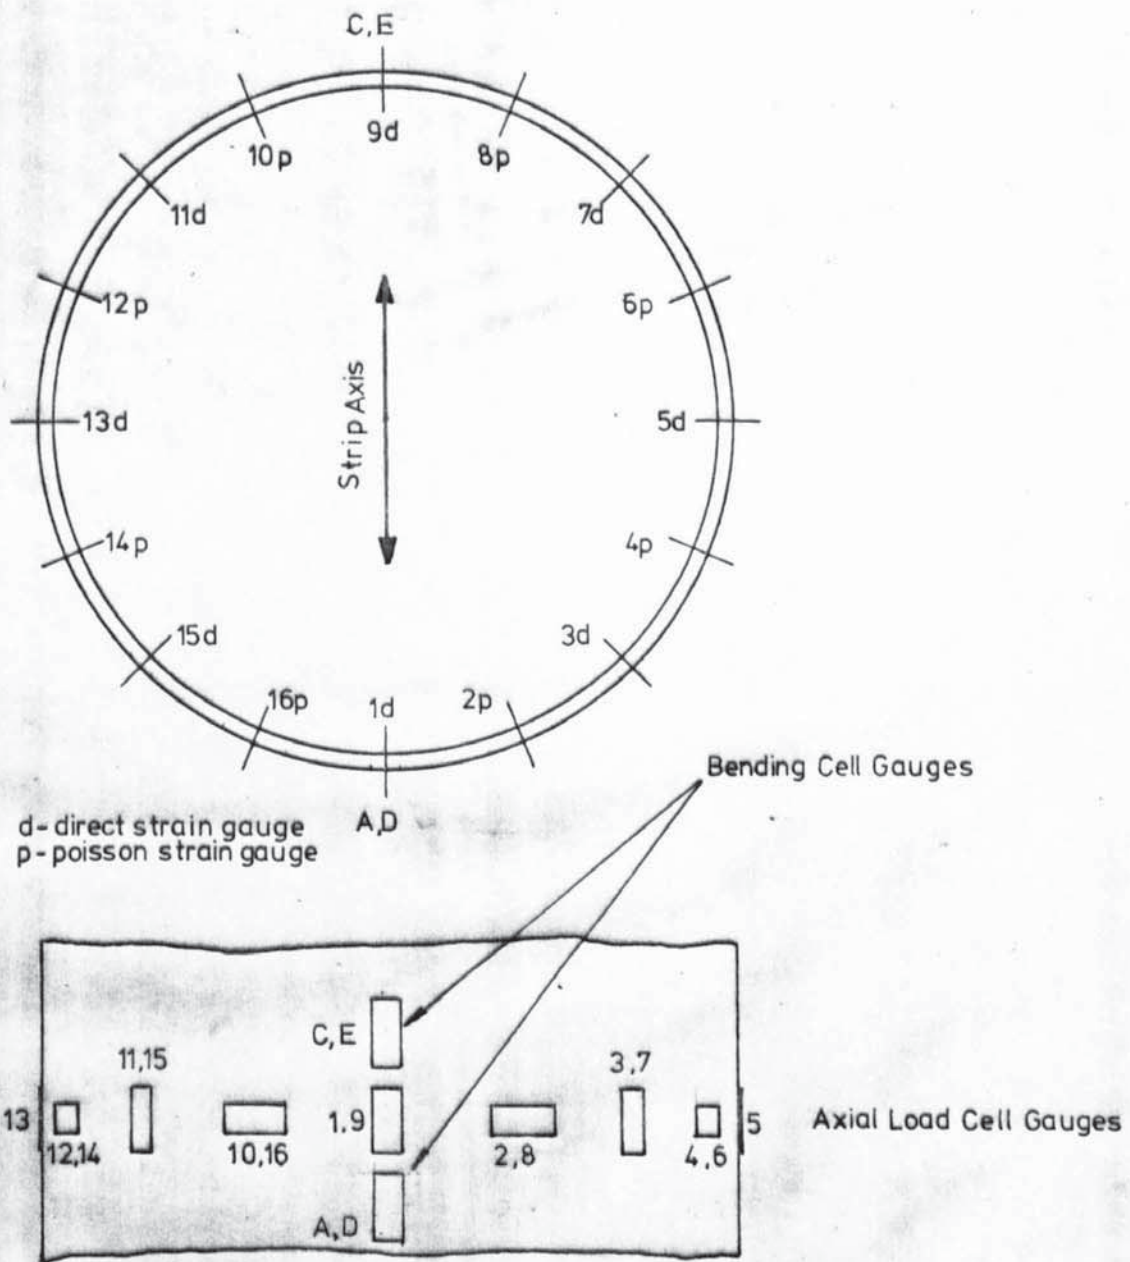 C,E
9d
10p
8p
11d
7d
12p
6p
Strip Axis
13d
5d
14p
4p
15d
3d
16p
1d
2p
Bending Cell Gauges
d-direct strain gauge
A,D
p-poisson strain gauge
C,E
11,15
3,7
13
1.9
5
Axial Load Cell Gauges
12,14
10,16
2,8
4,6
A,D